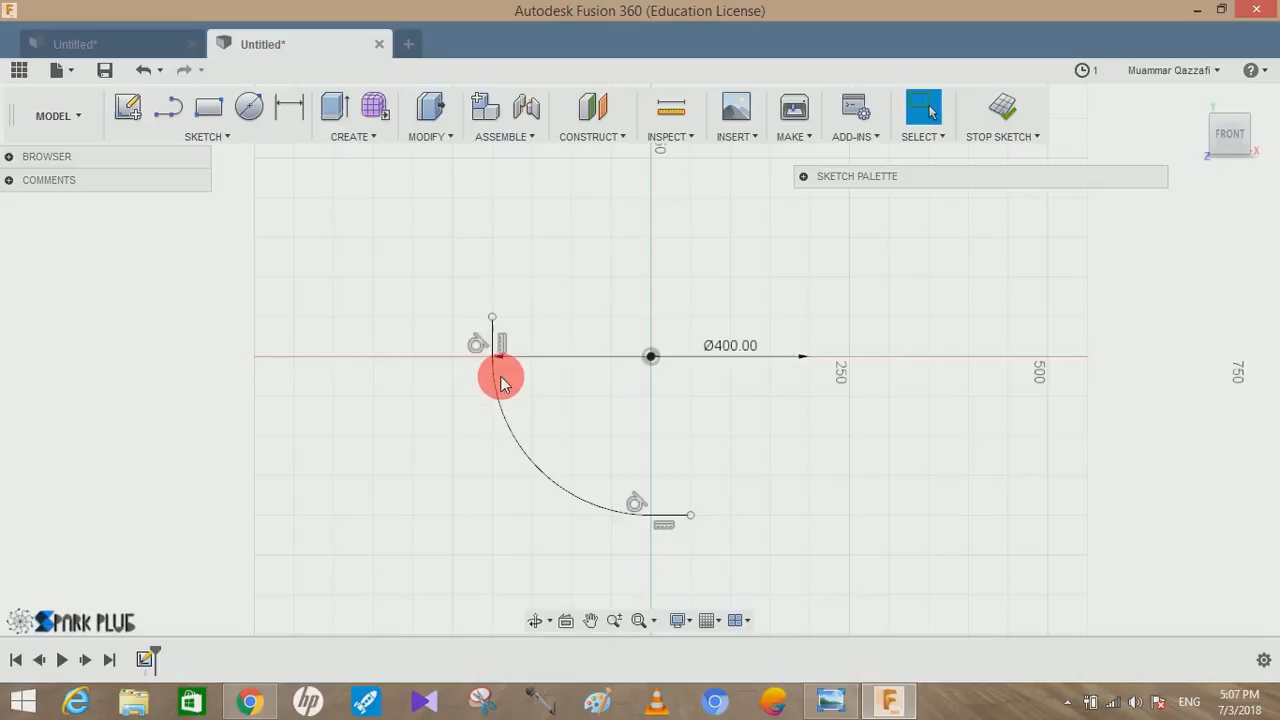 Autodesk Fusion 360 (Education License)
Untitled*
Untitled*
1
Muammar Qazzafi
MODEL
SKETCH
CREATE
MODIFY
ASSEMBLE
CONSTRUCT
INSPECT
INSERT
MAKE
ADD-INS
SELECT
STOP SKETCH
FRONT
Y
X
Z
BROWSER
COMMENTS
SKETCH PALETTE
Ø400.00
250
500
750
SPARK PLUG
ENG
5:07 PM
7/3/2018